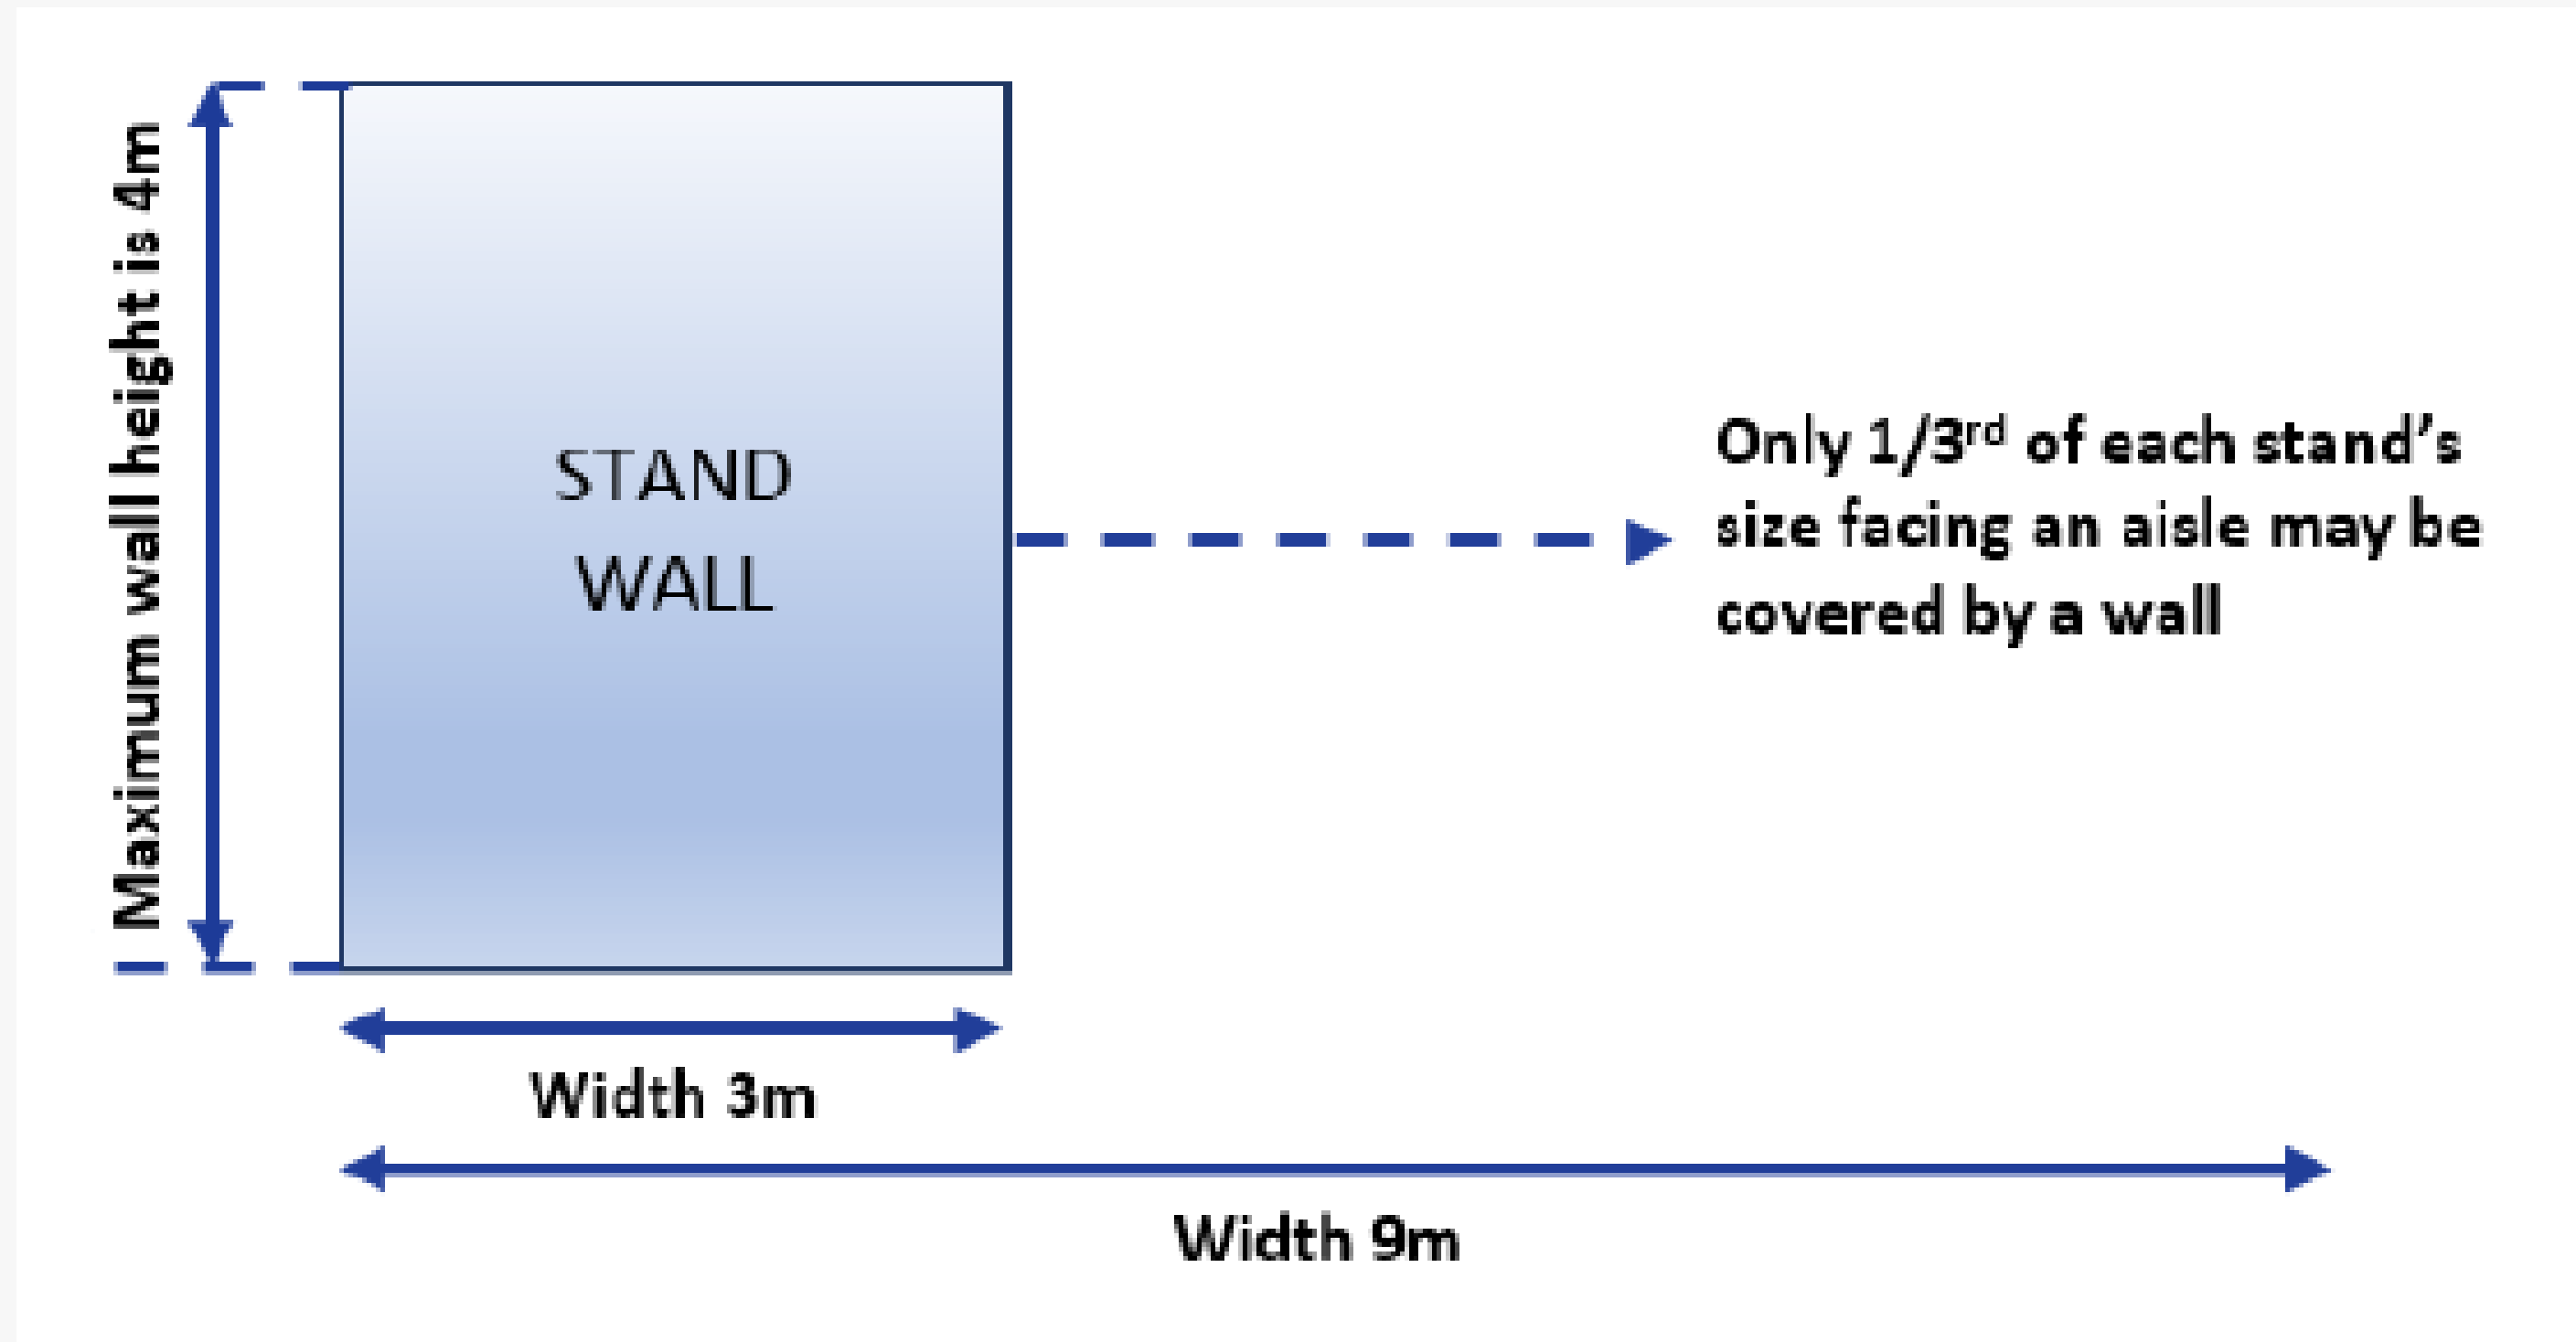 Maximum wall height is 4m
STAND
WALL
Only 1/3rd of each stand's
size facing an aisle may be
covered by a wall
Width 3m
Width 9m